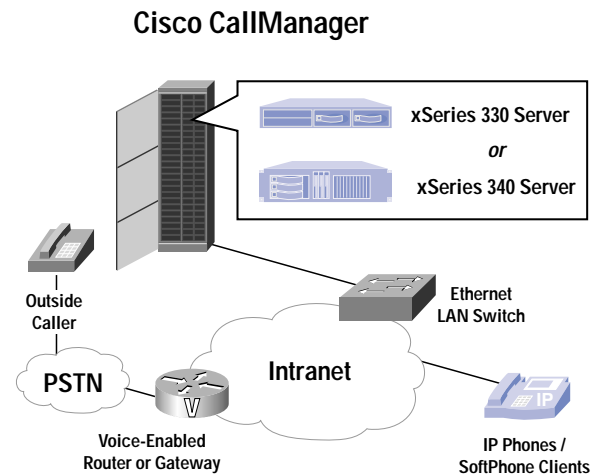 Cisco CallManager
xSeries 330 Server
or
xSeries 340 Server
Outside
Caller
Ethernet
LAN Switch
PSTN
Intranet
V
IP
Voice-Enabled
Router or Gateway
IP Phones /
SoftPhone Clients